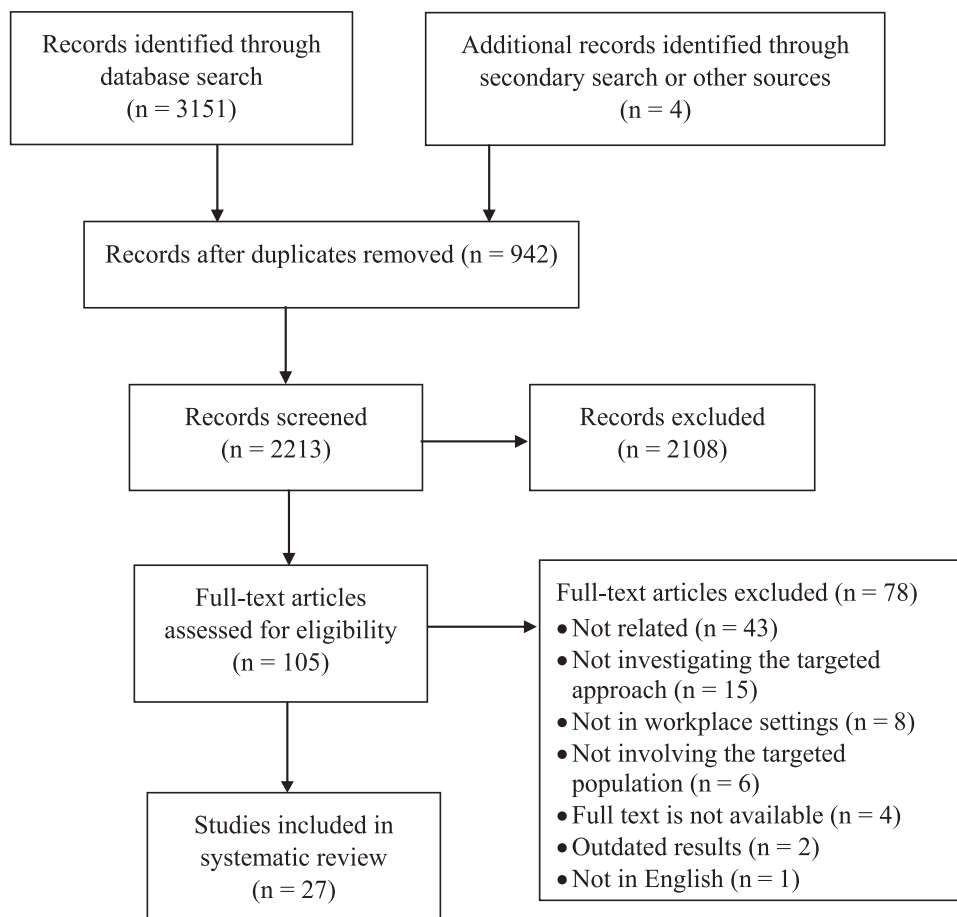 Records identified through
database search
(n = 3151)
Additional records identified through
secondary search or other sources
(n = 4)
Records after duplicates removed (n = 942)
Records screened
(n = 2213)
Records excluded
(n = 2108)
Full-text articles
assessed for eligibility
(n = 105)
Full-text articles excluded (n = 78)
• Not related (n = 43)
• Not investigating the targeted
approach (n = 15)
• Not in workplace settings (n = 8)
• Not involving the targeted
population (n = 6)
• Full text is not available (n = 4)
• Outdated results (n = 2)
• Not in English (n = 1)
Studies included in
systematic review
(n = 27)